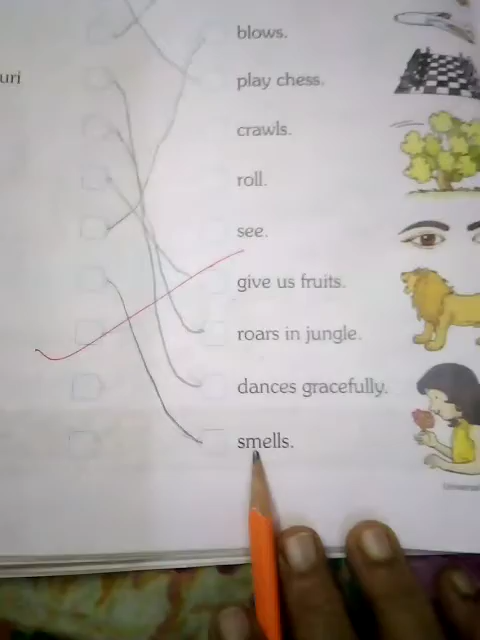 blows.
uri
play chess.
crawls.
roll.
see.
give us fruits.
roars in jungle.
dances gracefully.
smells.